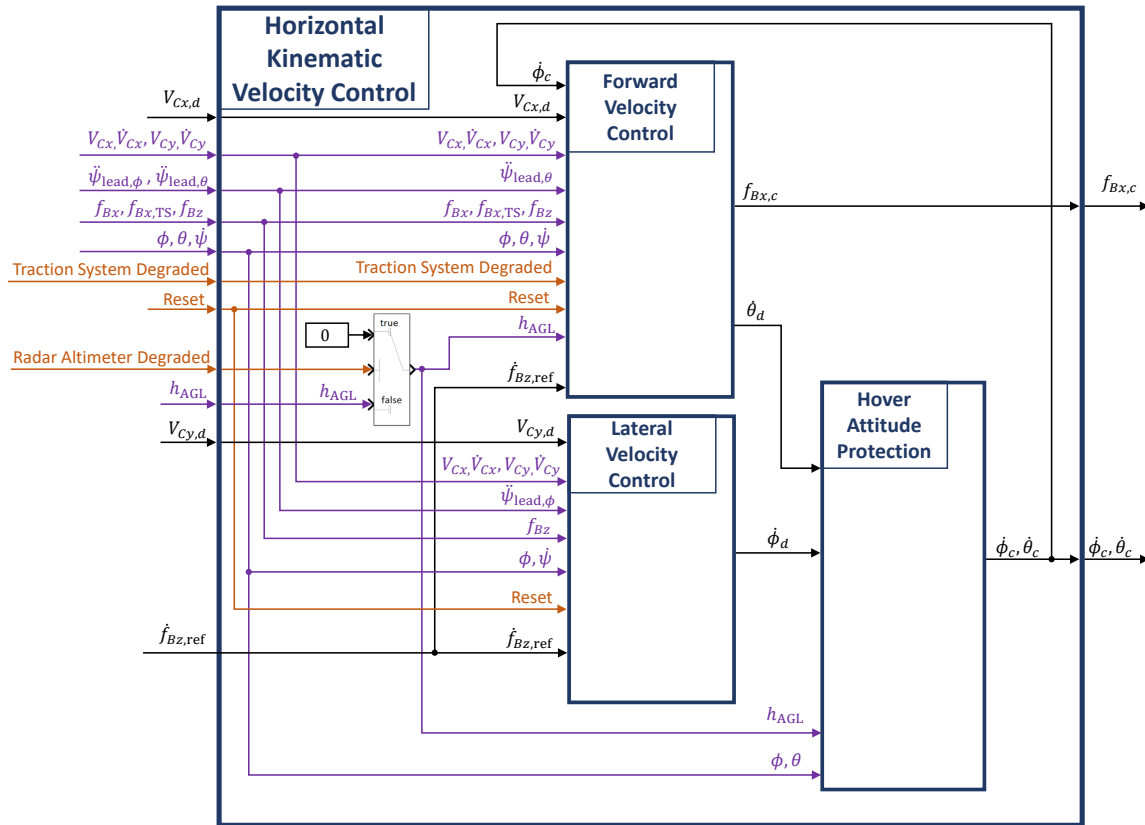 Horizontal
Kinematic
Velocity Control
Forward
Velocity
Control
Lateral
Velocity
Control
Hover
Attitude
Protection
V_{Cx,d}
V_{Cx}, V̇_{Cx}, V_{Cy}, V̇_{Cy}
ψ̈_{lead,ϕ} , ψ̈_{lead,θ}
f_{Bx}, f_{Bx,TS}, f_{Bz}
ϕ, θ, ψ̇
Traction System Degraded
Reset
Radar Altimeter Degraded
h_{AGL}
V_{Cy,d}
ḟ_{Bz,ref}
ϕ̇_c
V_{Cx,d}
V_{Cx}, V̇_{Cx}, V_{Cy}, V̇_{Cy}
ψ̈_{lead,θ}
f_{Bx}, f_{Bx,TS}, f_{Bz}
ϕ, θ, ψ̇
Traction System Degraded
Reset
h_{AGL}
ḟ_{Bz,ref}
0
true
false
h_{AGL}
V_{Cy,d}
V_{Cx}, V̇_{Cx}, V_{Cy}, V̇_{Cy}
ψ̈_{lead,ϕ}
f_{Bz}
ϕ, ψ̇
Reset
ḟ_{Bz,ref}
f_{Bx,c}
f_{Bx,c}
θ̇_d
ϕ̇_d
h_{AGL}
ϕ, θ
ϕ̇_c, θ̇_c
ϕ̇_c, θ̇_c